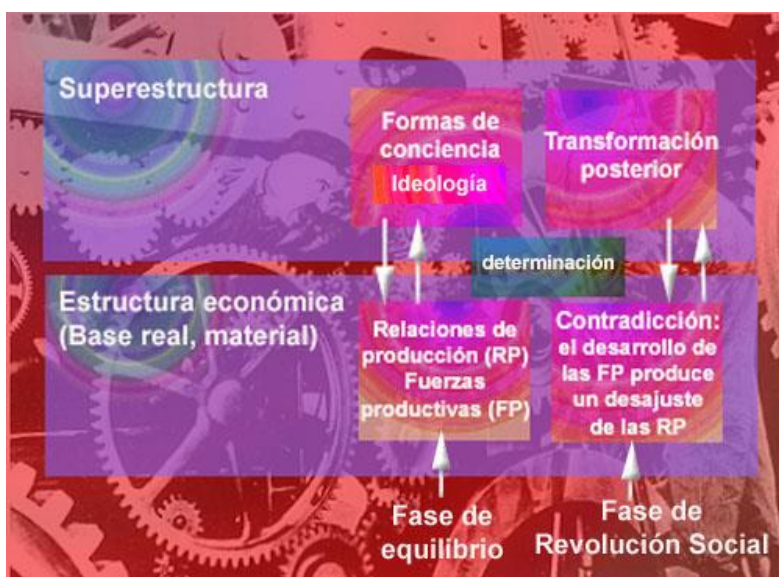 Superestructura
Formas de
conciencia
Ideología
Transformación
posterior
determinación
Estructura económica
(Base real, material)
Relaciones de
producción (RP)
Fuerzas
productivas (FP)
Contradicción:
el desarrollo de
las FP produce
un desajuste
de las RP
Fase de
equilíbrio
Fase de
Revolución Social